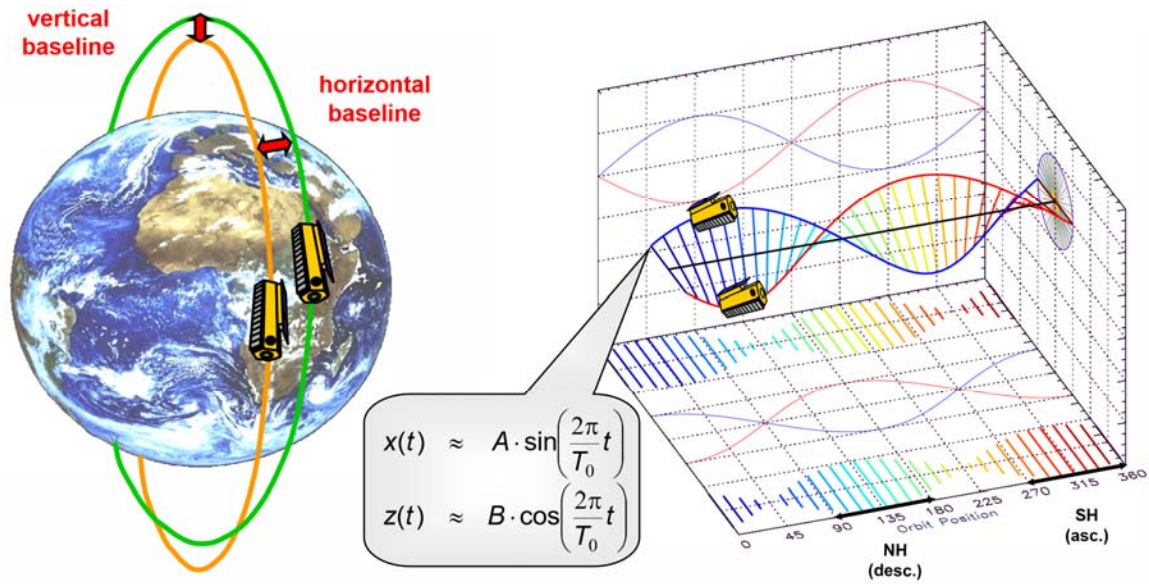 vertical
baseline
horizontal
baseline
x(t) ≈ A · sin(2π/T₀ t)
z(t) ≈ B · cos(2π/T₀ t)
0 45 90 135 180 225 270 315 360
Orbit Position
NH
(desc.)
SH
(asc.)